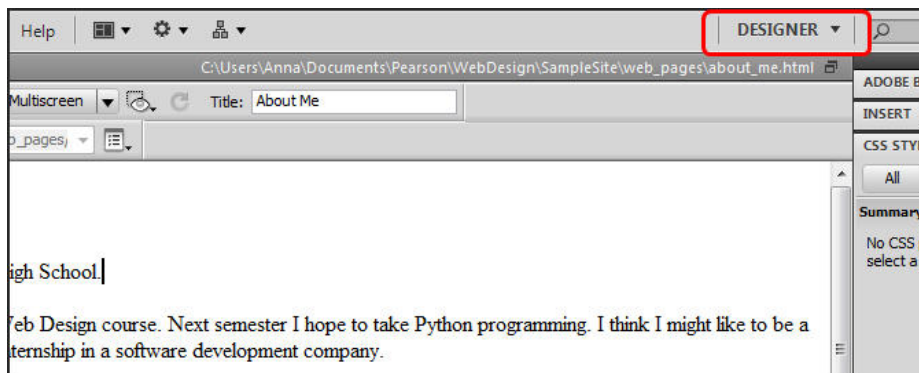 Help DESIGNER
C:\Users\Anna\Documents\Pearson\WebDesign\SampleSite\web_pages\about_me.html
ADOBE B
Multiscreen Title: About Me
INSERT
b_pages/
CSS STY
All
Summary
No CSS
select a
igh School.
eb Design course. Next semester I hope to take Python programming. I think I might like to be a
ternship in a software development company.